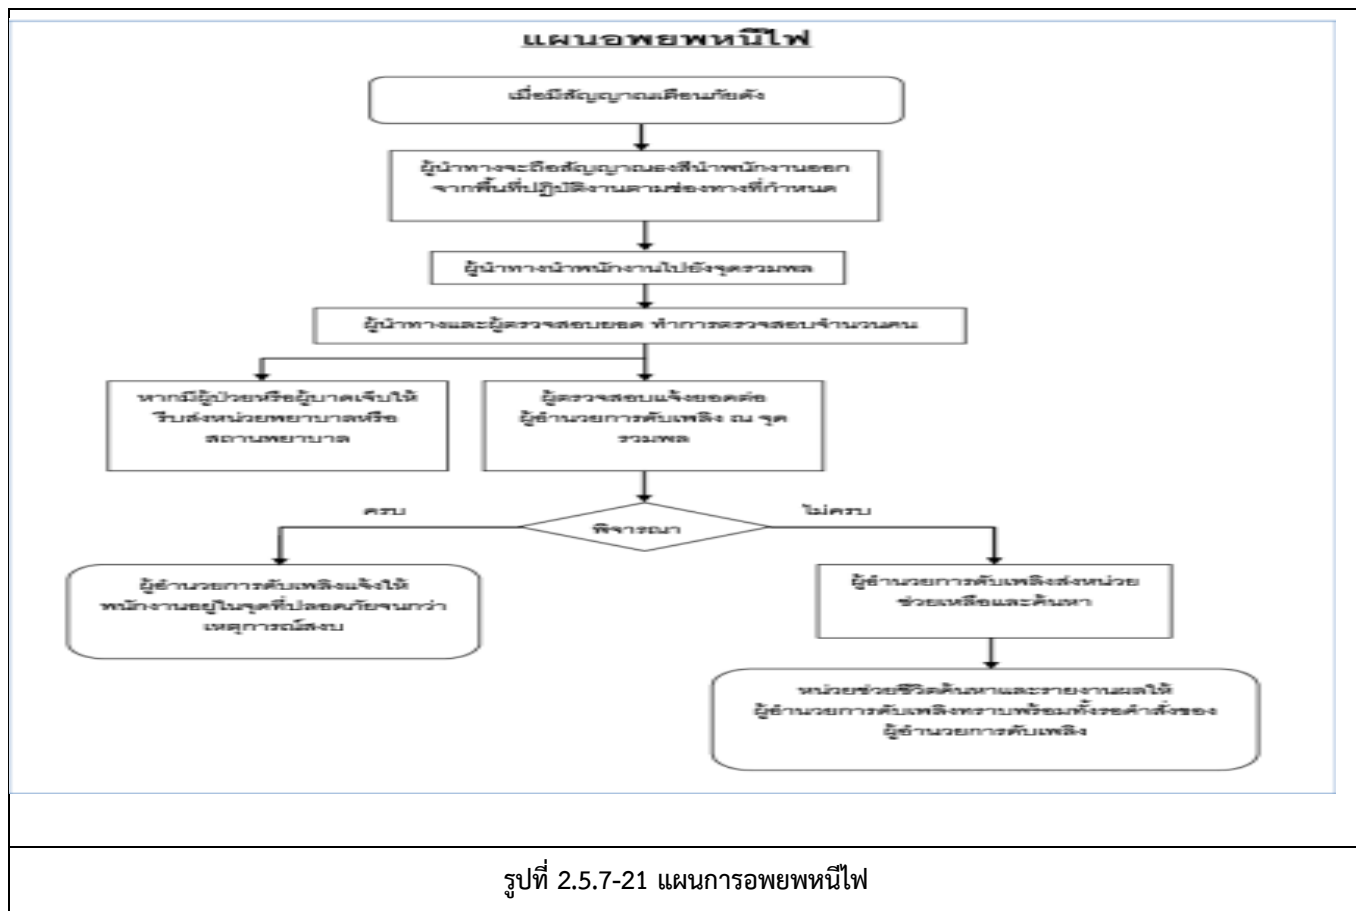 แผนอพยพหนีไฟ
เมื่อมีสัญญาณเตือนภัยดัง
ผู้นำทางจะถือสัญญาณธงสีนำพนักงานออก
จากพื้นที่ปฏิบัติงานตามช่องทางที่กำหนด
ผู้นำทางนำพนักงานไปยังจุดรวมพล
ผู้นำทางและผู้ตรวจสอบยอด ทำการตรวจสอบจำนวนคน
หากมีผู้ป่วยหรือผู้บาดเจ็บให้
รีบส่งหน่วยพยาบาลหรือ
สถานพยาบาล
ผู้ตรวจสอบแจ้งยอดต่อ
ผู้อำนวยการดับเพลิง ณ จุด
รวมพล
ครบ
พิจารณา
ไม่ครบ
ผู้อำนวยการดับเพลิงแจ้งให้
พนักงานอยู่ในจุดที่ปลอดภัยจนกว่า
เหตุการณ์สงบ
ผู้อำนวยการดับเพลิงส่งหน่วย
ช่วยเหลือและค้นหา
หน่วยช่วยชีวิตค้นหาและรายงานผลให้
ผู้อำนวยการดับเพลิงทราบพร้อมทั้งรอคำสั่งของ
ผู้อำนวยการดับเพลิง
รูปที่ 2.5.7-21 แผนการอพยพหนีไฟ